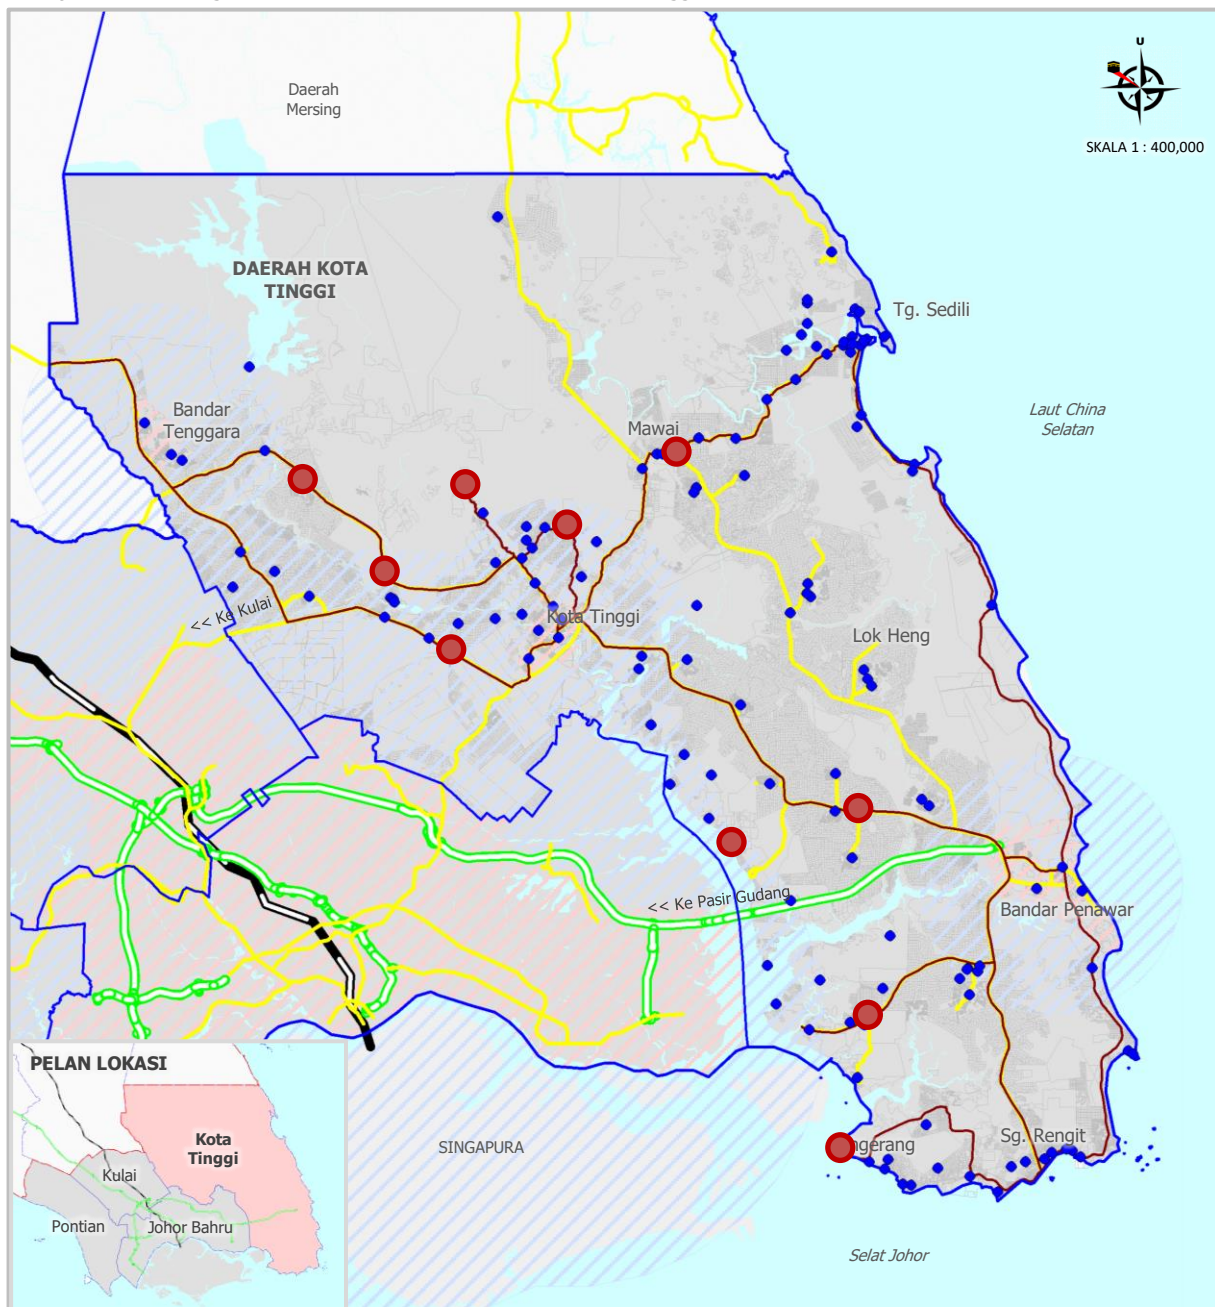 U
SKALA 1 : 400,000
Daerah
Mersing
DAERAH KOTA
TINGGI
Tg. Sedili
Bandar
Tenggara
Mawai
Laut China
Selatan
<< Ke Kulai
Kota Tinggi
Lok Heng
<< Ke Pasir Gudang
Bandar Penawar
PELAN LOKASI
Kota
Tinggi
Kulai
Pontian
Johor Bahru
SINGAPURA
ngerang
Sg. Rengit
Selat Johor